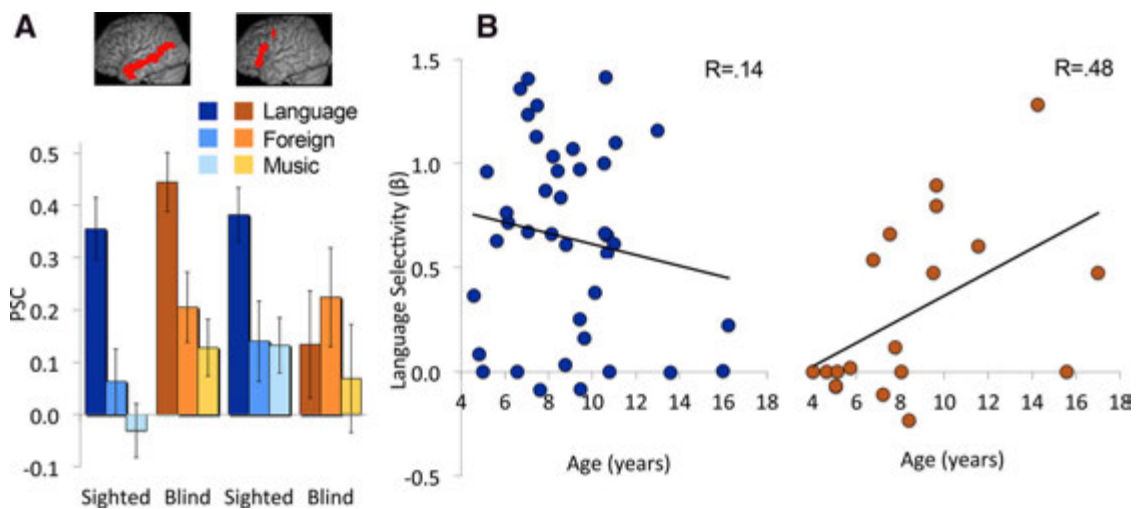 A
Language
Foreign
Music
0.5
0.4
0.3
0.2
0.1
0.0
-0.1
PSC
Sighted Blind Sighted Blind
B
R=.14
R=.48
1.5
1.0
0.5
0.0
-0.5
Language Selectivity (β)
4 6 8 10 12 14 16 18
4 6 8 10 12 14 16 18
Age (years)
Age (years)